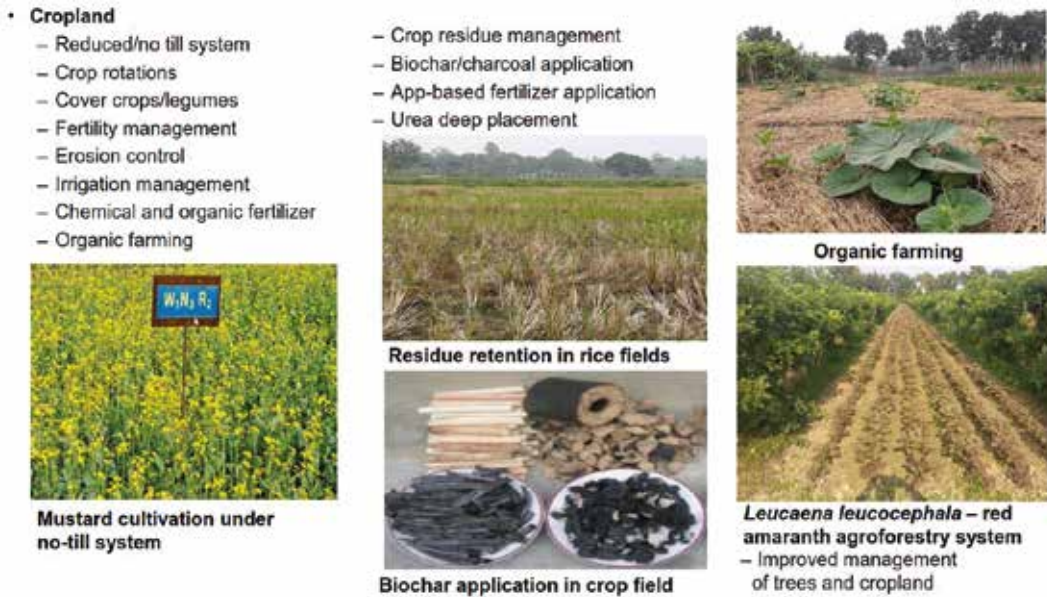 • Cropland
– Reduced/no till system
– Crop rotations
– Cover crops/legumes
– Fertility management
– Erosion control
– Irrigation management
– Chemical and organic fertilizer
– Organic farming
Mustard cultivation under
no-till system
– Crop residue management
– Biochar/charcoal application
– App-based fertilizer application
– Urea deep placement
Residue retention in rice fields
Biochar application in crop field
Organic farming
Leucaena leucocephala – red
amaranth agroforestry system
– Improved management
of trees and cropland